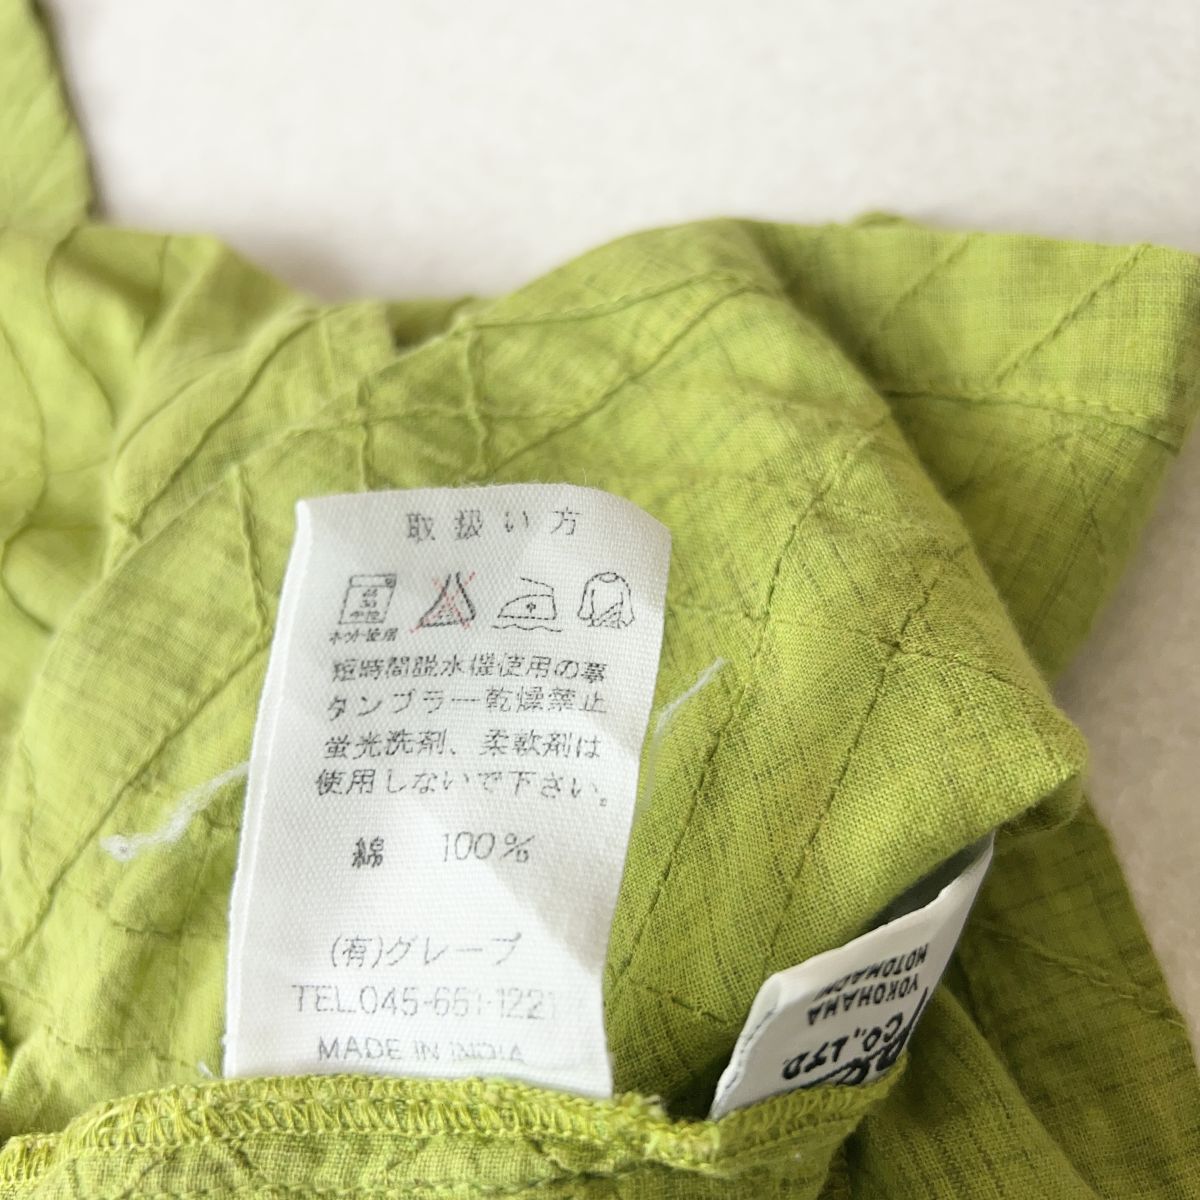 取扱い方
ネット使用
短時間脱水機使用の事
タンブラー乾燥禁止
蛍光洗剤、柔軟剤は
使用しないで下さい。
綿 100%
(有)グレープ
TEL.045-661-1221
MADE IN INDIA
CO., LTD.
YOKOHAMA
MOTOMACHI